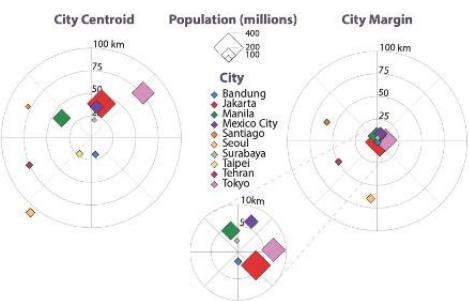 City Centroid
Population (millions)
City Margin
100 km
75
50
25
400
200
100
City
Bandung
Jakarta
Manila
Mexico City
Santiago
Seoul
Surabaya
Taipei
Tehran
Tokyo
100 km
75
50
25
10km
5